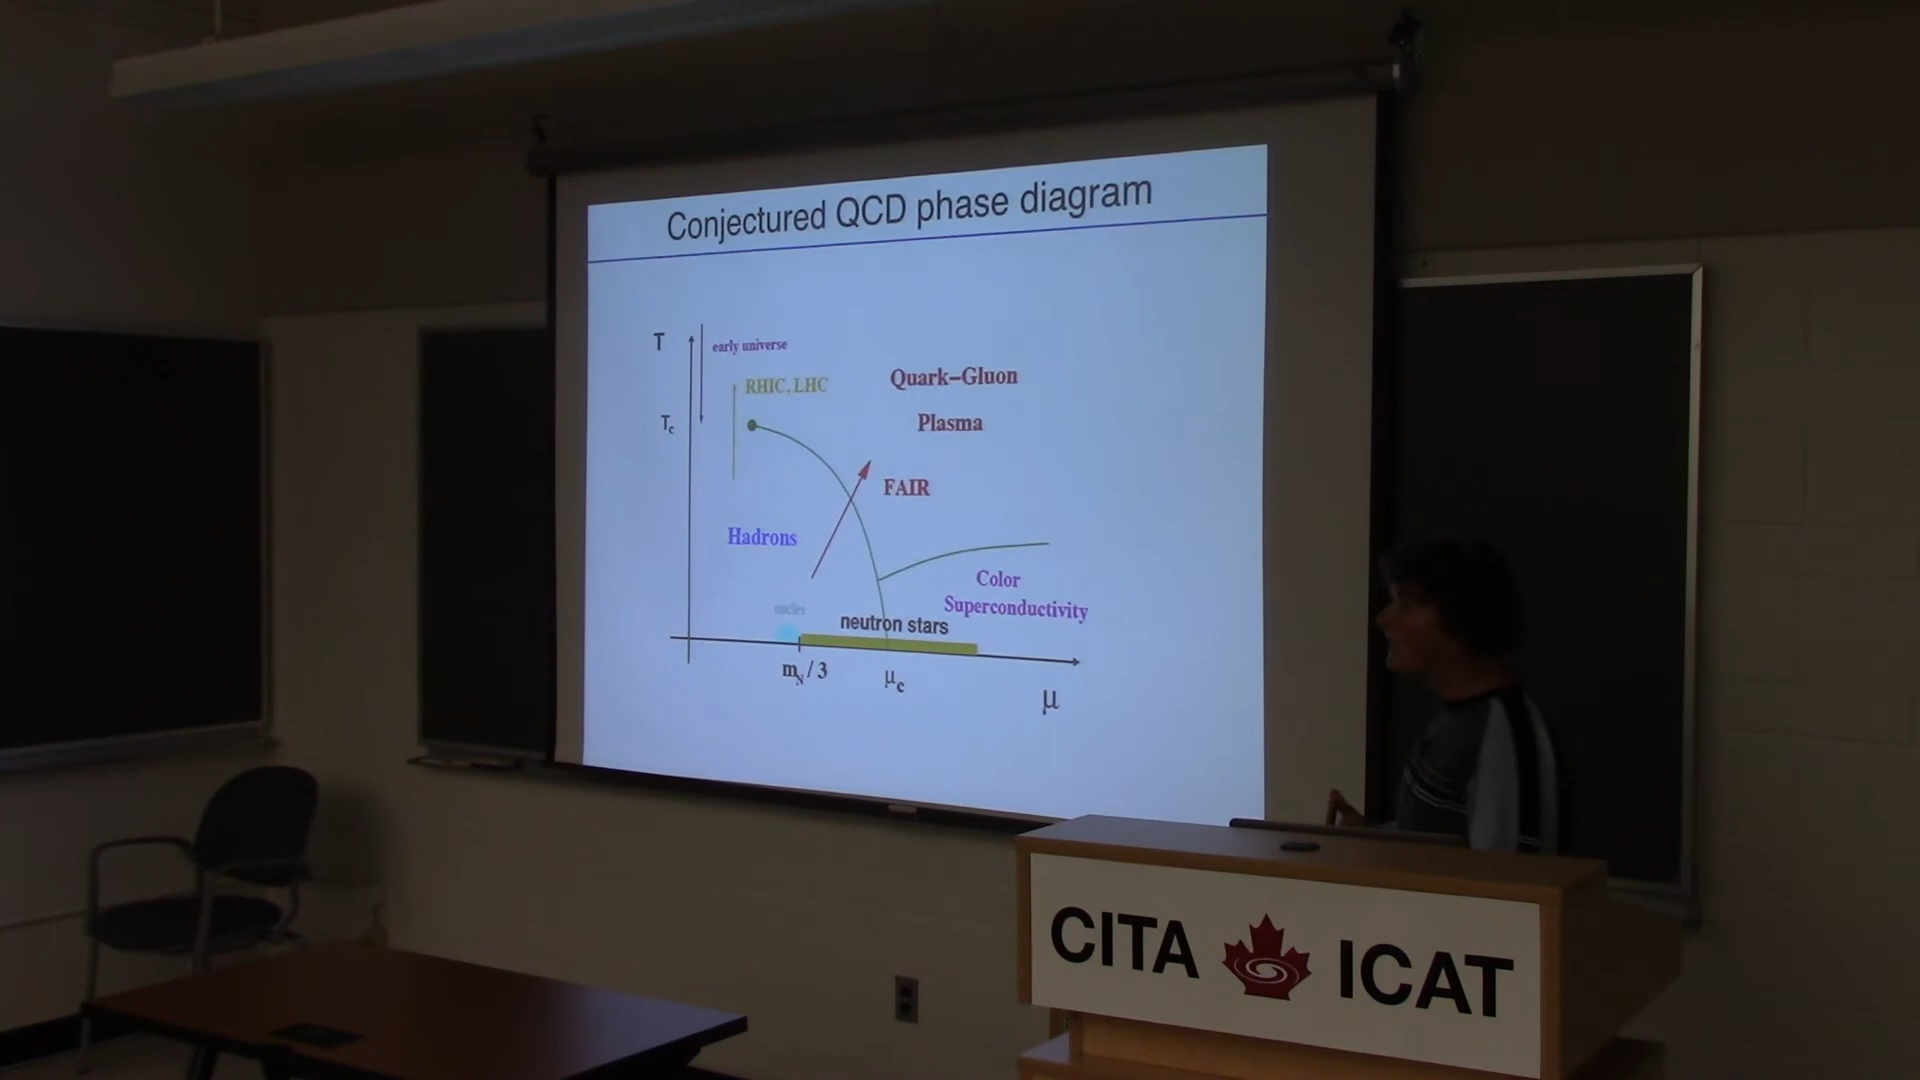 Conjectured QCD phase diagram
T
early universe
RHIC, LHC
Quark–Gluon
Plasma
Tc
FAIR
Hadrons
Color
Superconductivity
nuclei
neutron stars
mN / 3
μc
μ
CITA ICAT